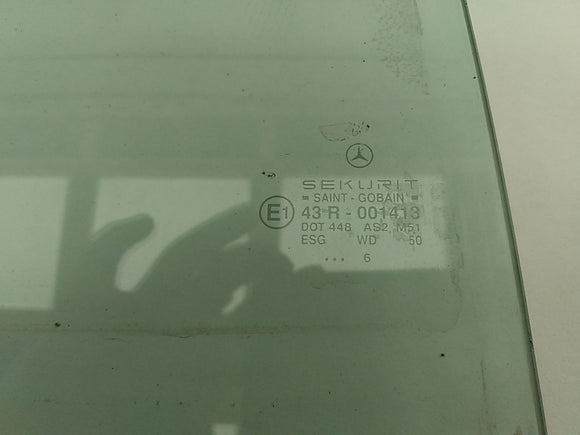 SEKURIT
= SAINT - GOBAIN =
E1 43 R - 001413
DOT 448 AS2 M51
ESG WD 50
... 6